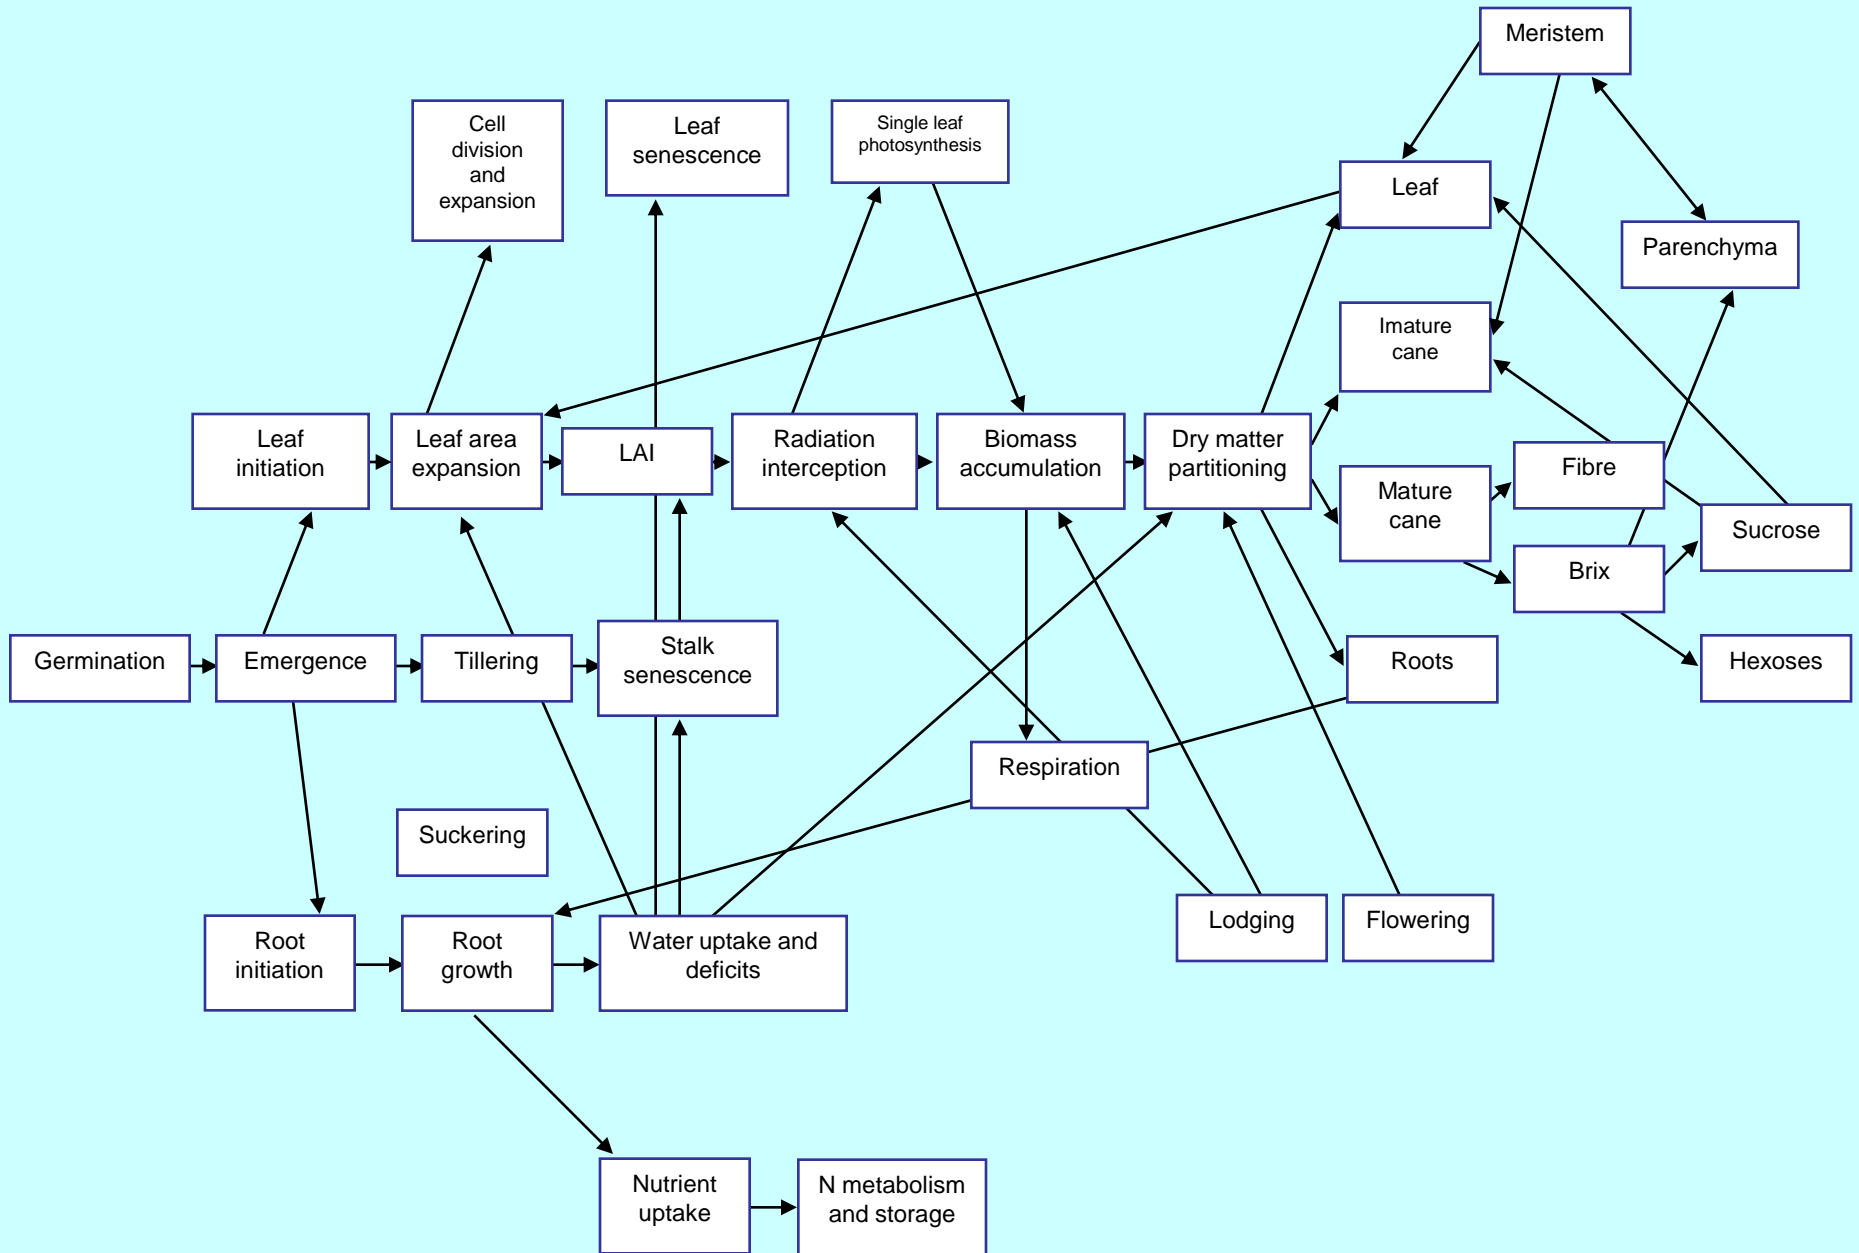 Meristem
Cell
division
and
expansion
Leaf
senescence
Single leaf
photosynthesis
Leaf
Parenchyma
Imature
cane
Leaf
initiation
Leaf area
expansion
LAI
Radiation
interception
Biomass
accumulation
Dry matter
partitioning
Mature
cane
Fibre
Sucrose
Brix
Germination
Emergence
Tillering
Stalk
senescence
Roots
Hexoses
Respiration
Suckering
Root
initiation
Root
growth
Water uptake and
deficits
Lodging
Flowering
Nutrient
uptake
N metabolism
and storage